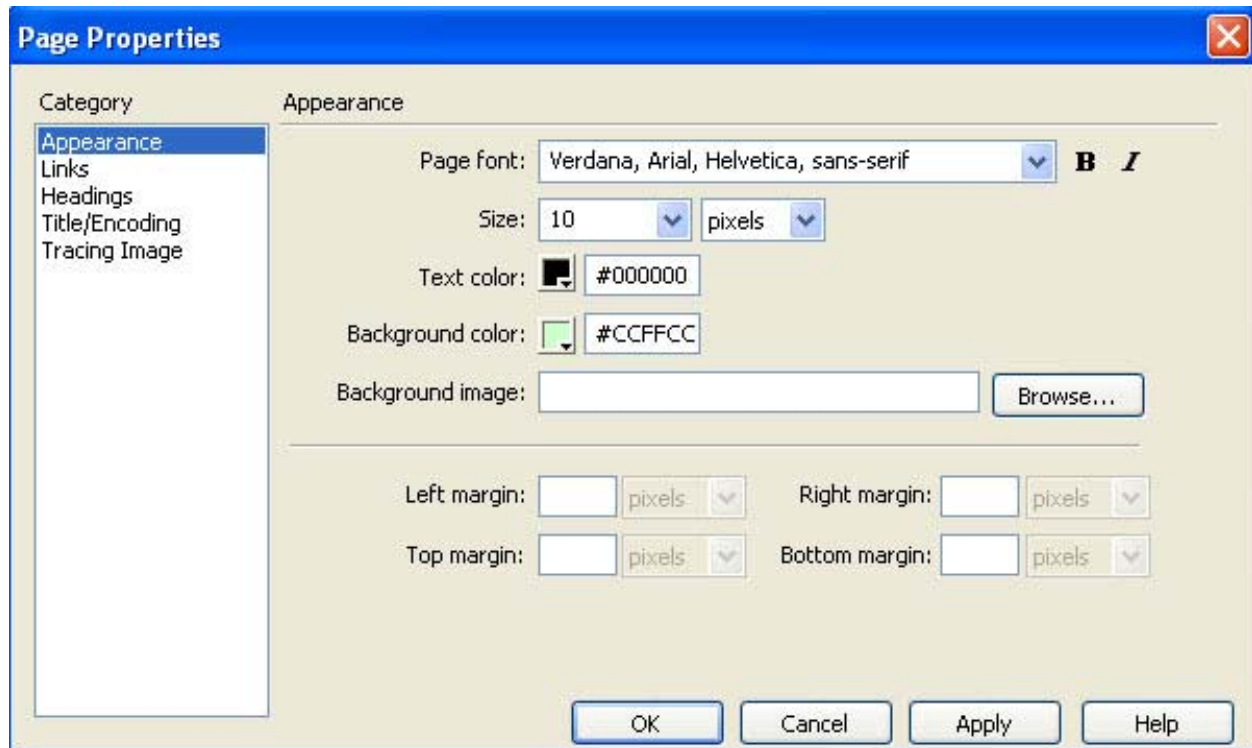 Page Properties
Category
Appearance
Links
Headings
Title/Encoding
Tracing Image
Appearance
Page font: Verdana, Arial, Helvetica, sans-serif B I
Size: 10 pixels
Text color: #000000
Background color: #CCFFCC
Background image: Browse...
Left margin: pixels Right margin: pixels
Top margin: pixels Bottom margin: pixels
OK Cancel Apply Help